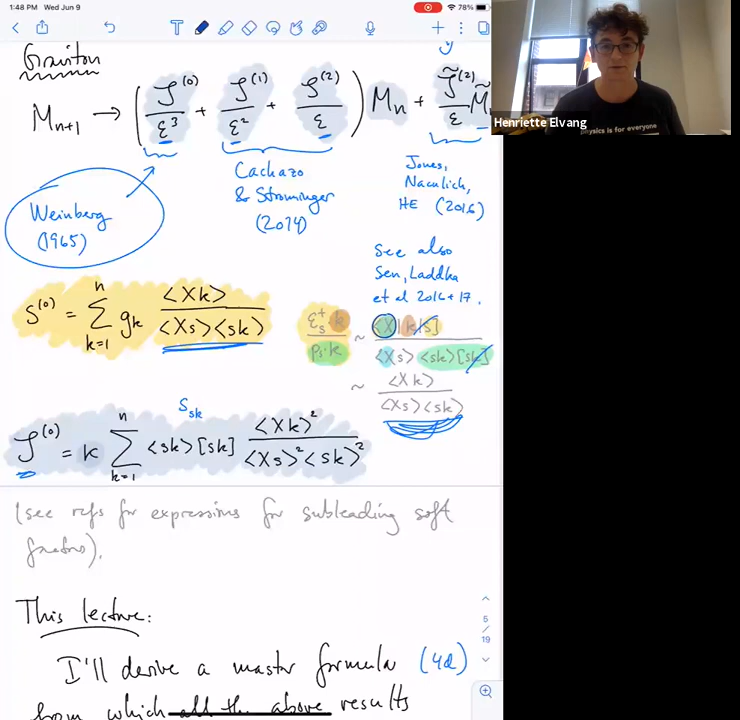 1:48 PM Wed Jun 9
78%
Graviton
M_{n+1} → ( 𝒮^{(0)}/ε³ + 𝒮^{(1)}/ε² + 𝒮^{(2)}/ε ) M_n + 𝒮̃^{(2)}/ε M̃
Henriette Elvang
physics is for everyone
Weinberg
(1965)
Cachazo
& Strominger
(2014)
Jones,
Naculich,
HE (2016)
See also
Sen, Laddha
et al 2016+17.
S^{(0)} = Σ_{k=1}^{n} g_k <Xk> / <Xs><sk>
ε_s^+·k / p_s·k ~ <X|k|s] / <Xs><sk>[sk]
~ <Xk> / <Xs><sk>
S_{sk}
𝒮^{(0)} = κ Σ_{k=1}^{n} <sk>[sk] <Xk>² / <Xs>²<sk>²
(see refs for expressions for subleading soft
factors).
This lecture:
I'll derive a master formula (4d)
from which all the above results
5
/
19